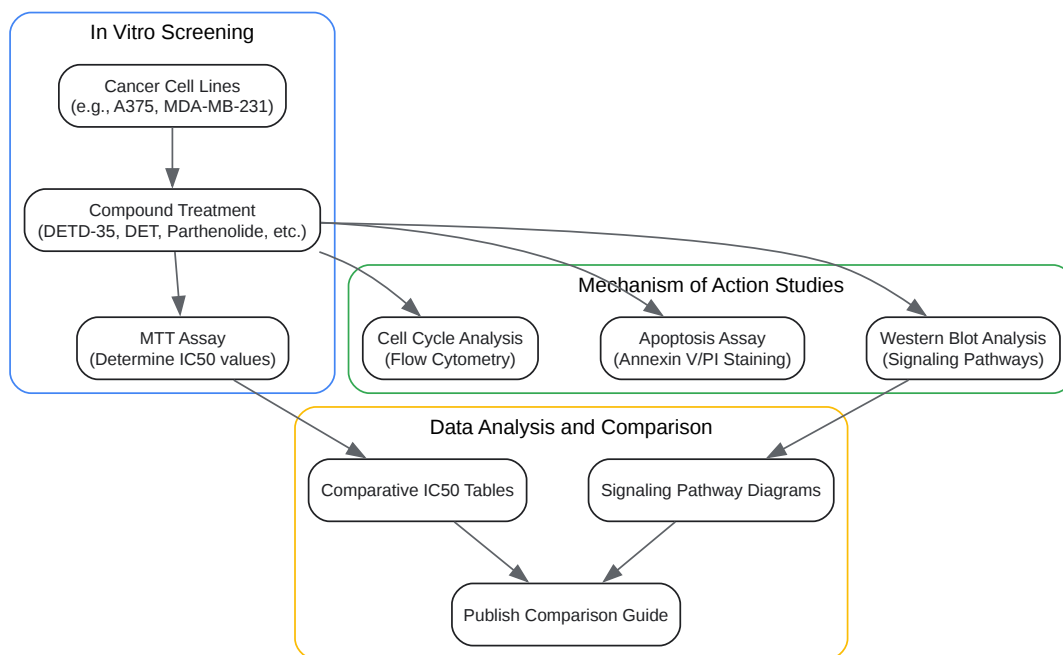 In Vitro Screening
Cancer Cell Lines
(e.g., A375, MDA-MB-231)
Compound Treatment
(DETD-35, DET, Parthenolide, etc.)
MTT Assay
(Determine IC50 values)
Mechanism of Action Studies
Cell Cycle Analysis
(Flow Cytometry)
Apoptosis Assay
(Annexin V/PI Staining)
Western Blot Analysis
(Signaling Pathways)
Data Analysis and Comparison
Comparative IC50 Tables
Signaling Pathway Diagrams
Publish Comparison Guide